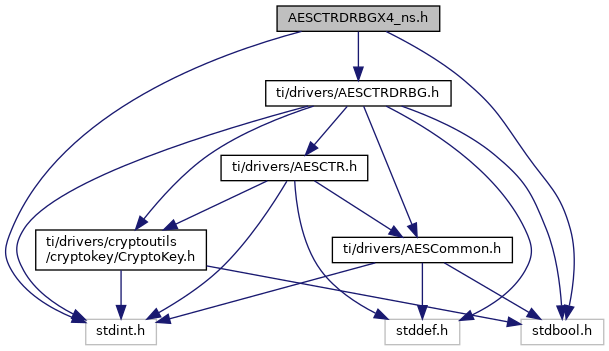 AESCTRDRBGX4_ns.h
ti/drivers/AESCTRDRBG.h
ti/drivers/AESCTR.h
ti/drivers/cryptoutils
/cryptokey/CryptoKey.h
ti/drivers/AESCommon.h
stdint.h
stddef.h
stdbool.h